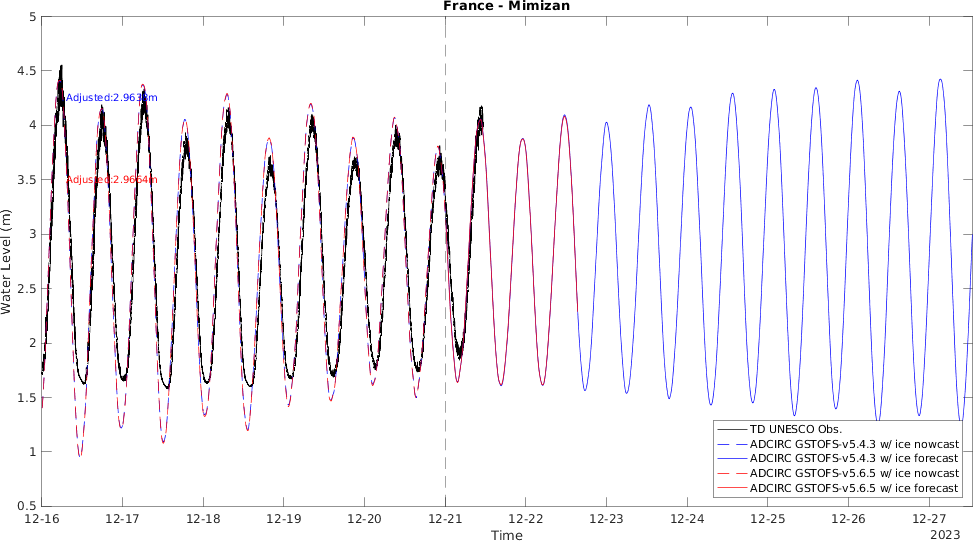 France - Mimizan
5
4.5
4
3.5
3
2.5
2
1.5
1
0.5
Water Level (m)
Adjusted:2.9663m
Adjusted:2.9664m
TD UNESCO Obs.
ADCIRC GSTOFS-v5.4.3 w/ ice nowcast
ADCIRC GSTOFS-v5.4.3 w/ ice forecast
ADCIRC GSTOFS-v5.6.5 w/ ice nowcast
ADCIRC GSTOFS-v5.6.5 w/ ice forecast
12-16 12-17 12-18 12-19 12-20 12-21 12-22 12-23 12-24 12-25 12-26 12-27
Time
2023